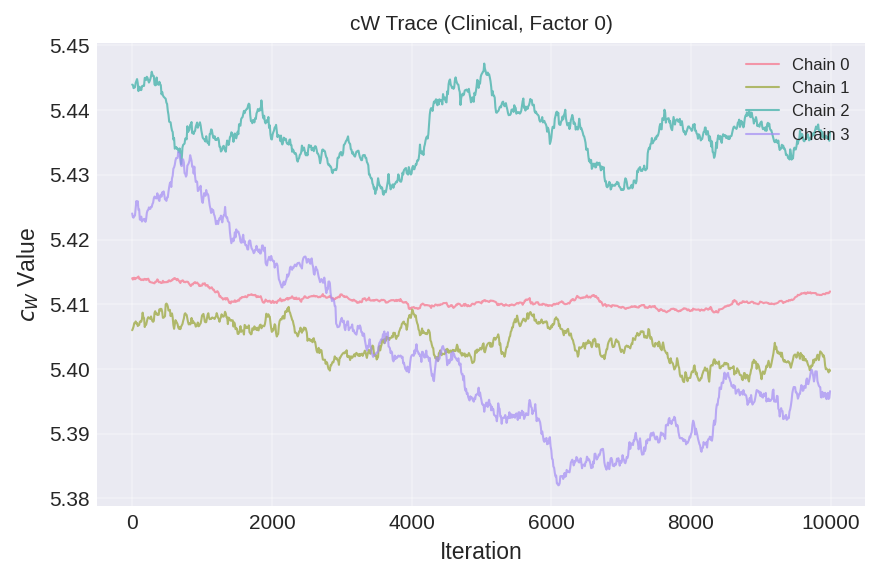 cW Trace (Clinical, Factor 0)
5.45
5.44
5.43
5.42
5.41
5.40
5.39
5.38
cW Value
Chain 0
Chain 1
Chain 2
Chain 3
0
2000
4000
6000
8000
10000
Iteration